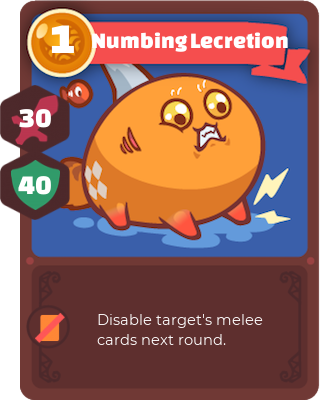 1
Numbing Lecretion
30
40
Disable target's melee
cards next round.